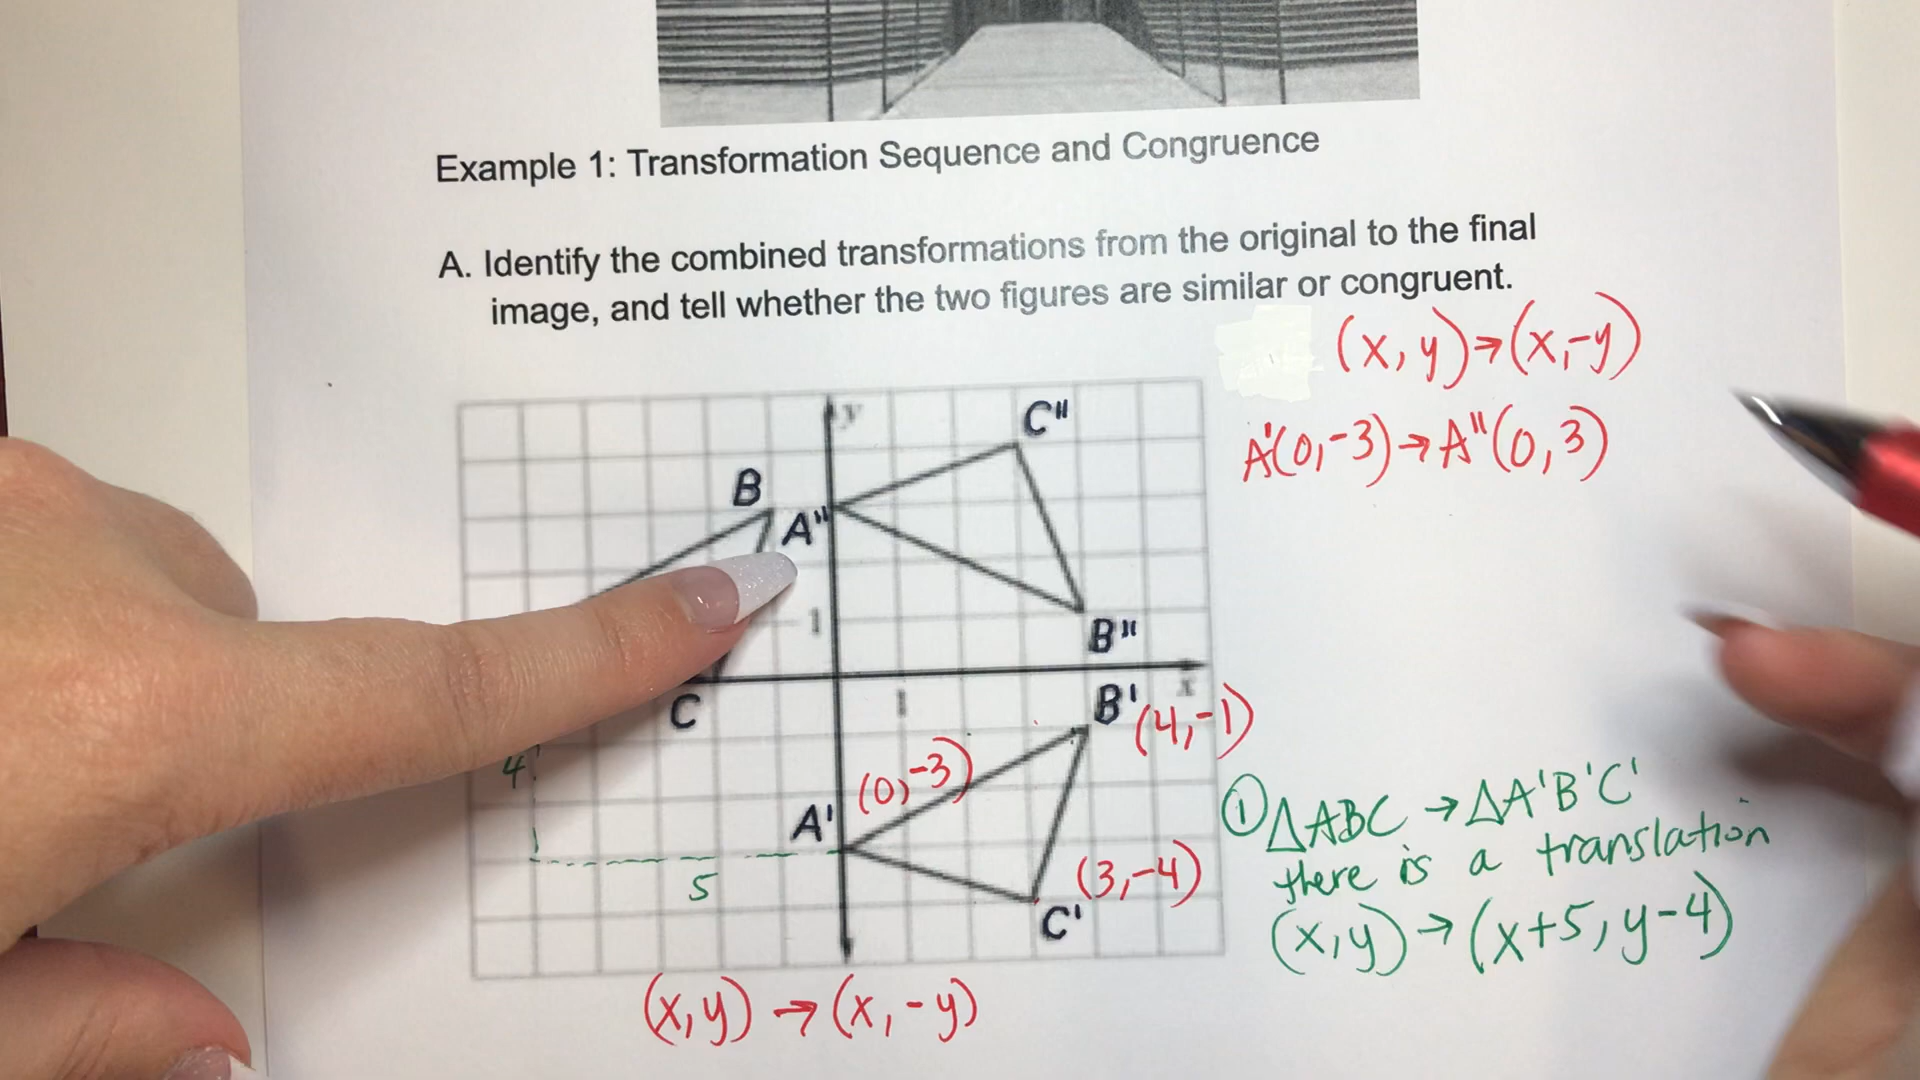 Example 1: Transformation Sequence and Congruence
A. Identify the combined transformations from the original to the final
image, and tell whether the two figures are similar or congruent.
(x, y) → (x, -y)
A'(0, -3) → A"(0, 3)
y
C"
B
A"
1
B"
x
C
1
B'
(4, -1)
4
(0, -3)
A'
5
(3, -4)
C'
① △ABC → △A'B'C'
there is a translation
(x, y) → (x+5, y-4)
(x, y) → (x, -y)